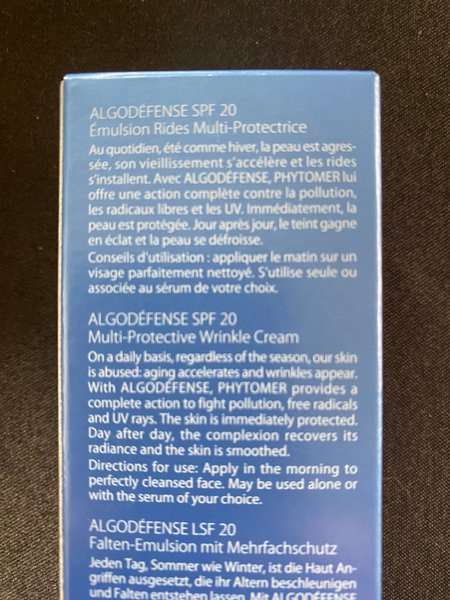 ALGODÉFENSE SPF 20
Émulsion Rides Multi-Protectrice
Au quotidien, été comme hiver, la peau est agres-
sée, son vieillissement s'accélère et les rides
s'installent. Avec ALGODÉFENSE, PHYTOMER lui
offre une action complète contre la pollution,
les radicaux libres et les UV. Immédiatement, la
peau est protégée. Jour après jour, le teint gagne
en éclat et la peau se défroisse.
Conseils d'utilisation : appliquer le matin sur un
visage parfaitement nettoyé. S'utilise seule ou
associée au sérum de votre choix.
ALGODÉFENSE SPF 20
Multi-Protective Wrinkle Cream
On a daily basis, regardless of the season, our skin
is abused: aging accelerates and wrinkles appear.
With ALGODÉFENSE, PHYTOMER provides a
complete action to fight pollution, free radicals
and UV rays. The skin is immediately protected.
Day after day, the complexion recovers its
radiance and the skin is smoothed.
Directions for use: Apply in the morning to
perfectly cleansed face. May be used alone or
with the serum of your choice.
ALGODÉFENSE LSF 20
Falten-Emulsion mit Mehrfachschutz
Jeden Tag, Sommer wie Winter, ist die Haut An-
griffen ausgesetzt, die ihr Altern beschleunigen
und Falten entstehen lassen. Mit ALGODÉFENSE